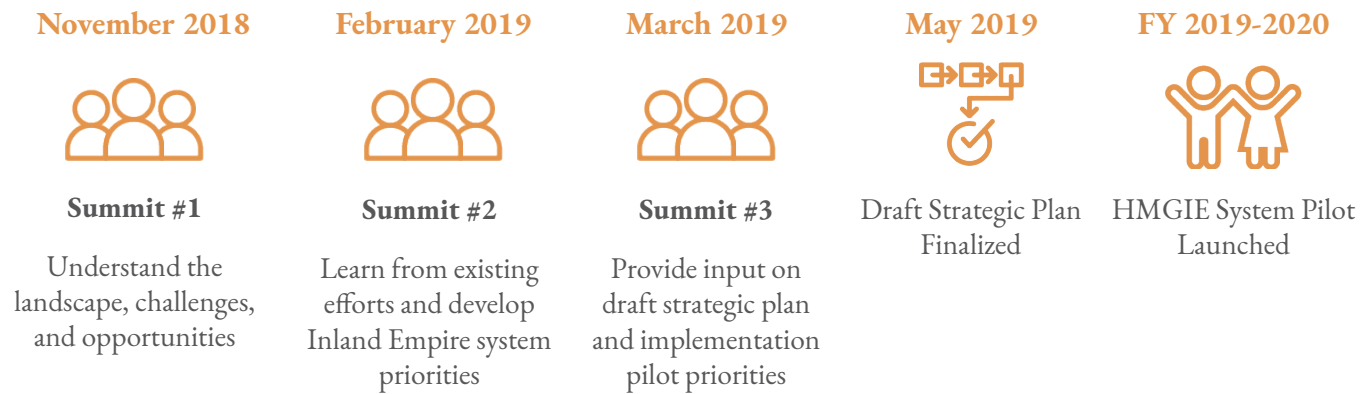 November 2018
Summit #1
Understand the
landscape, challenges,
and opportunities
February 2019
Summit #2
Learn from existing
efforts and develop
Inland Empire system
priorities
March 2019
Summit #3
Provide input on
draft strategic plan
and implementation
pilot priorities
May 2019
Draft Strategic Plan
Finalized
FY 2019-2020
HMGIE System Pilot
Launched